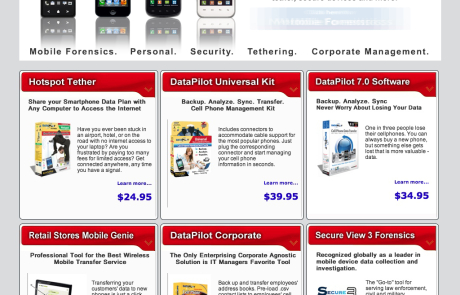 Mobile Forensics. Personal. Security. Tethering. Corporate Management.
Hotspot Tether
Share your Smartphone Data Plan with
Any Computer to Access the Internet
Have you ever been stuck in
an airport, hotel, or on the
road with no internet access to
your laptop? Are you
frustrated by paying too many
fees for limited access? Get
connected anywhere, any time
you have a signal.
Learn more...
$24.95
DataPilot Universal Kit
Backup. Analyze. Sync. Transfer.
Cell Phone Management Kit
Includes connectors to
accommodate cable support for
the most popular phones. Just
plug the corresponding
connector and start managing
your cell phone
information in seconds.
Learn more...
$39.95
DataPilot 7.0 Software
Backup. Analyze. Sync
Never Worry About Losing Your Data
One in three people lose
their cellphones. You can
always buy a new phone,
but something else gets
lost that is more valuable -
data.
Learn more...
$34.95
Retail Stores Mobile Genie
Professional Tool for the Best Wireless
Mobile Transfer Service
Transferring your
customers' data to new
phones is just a click
DataPilot Corporate
The Only Enterprising Corporate Agnostic
Solution is IT Managers Favorite Tool
Back up and transfer employees'
address books. Pre-load .csv
contact lists to employees' cell
Secure View 3 Forensics
Recognized globally as a leader in
mobile device data collection and
investigation.
The "Go-to" tool for
serving law enforcement,